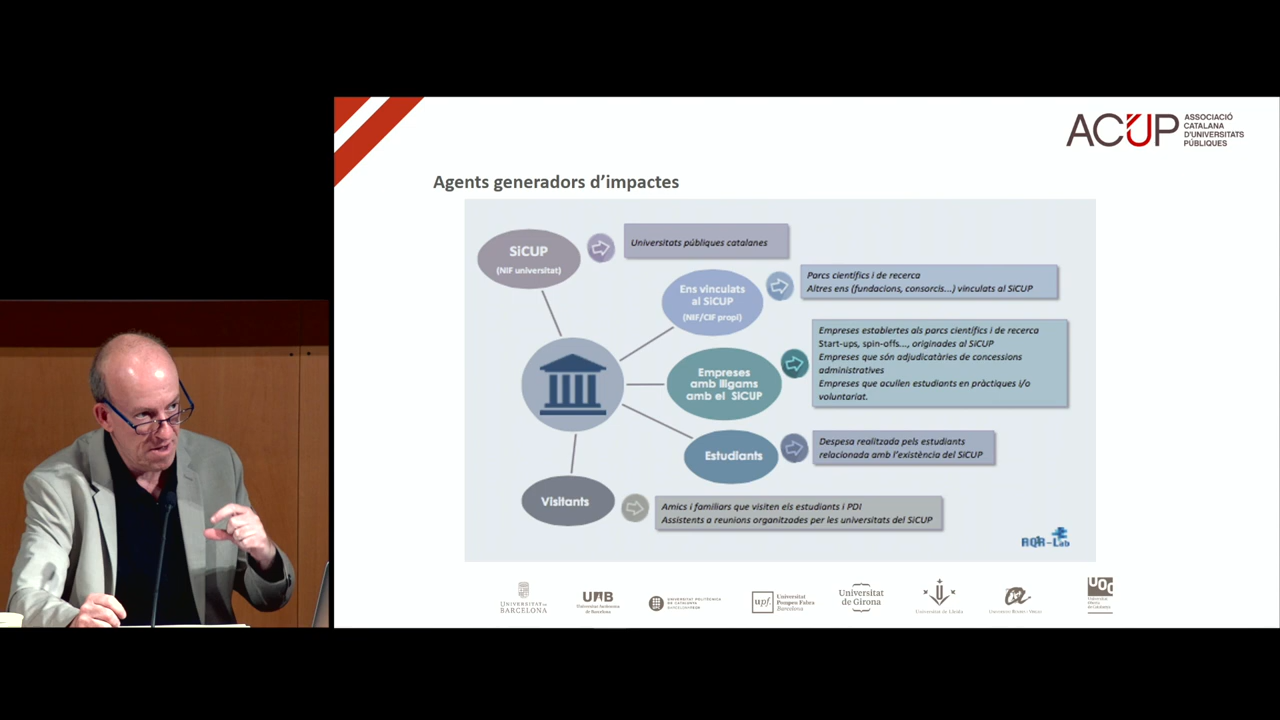 ACUP
ASSOCIACIÓ
CATALANA
D'UNIVERSITATS
PÚBLIQUES
Agents generadors d'impactes
SiCUP
(NIF universitat)
Universitats públiques catalanes
Ens vinculats
al SiCUP
(NIF/CIF propi)
Parcs científics i de recerca
Altres ens (fundacions, consorcis...) vinculats al SiCUP
Empreses
amb lligams
amb el SiCUP
Empreses establertes als parcs científics i de recerca
Start-ups, spin-offs..., originades al SiCUP
Empreses que són adjudicatàries de concessions
administratives
Empreses que acullen estudiants en pràctiques i/o
voluntariat.
Estudiants
Despesa realitzada pels estudiants
relacionada amb l'existència del SiCUP
Visitants
Amics i familiars que visiten els estudiants i PDI
Assistents a reunions organitzades per les universitats del SiCUP
AQR-Lab
UNIVERSITAT DE
BARCELONA
UAB
Universitat Autònoma
de Barcelona
UNIVERSITAT POLITÈCNICA
DE CATALUNYA
BARCELONATECH
upf.
Universitat
Pompeu Fabra
Barcelona
Universitat
de Girona
Universitat de Lleida
UNIVERSITAT ROVIRA i VIRGILI
UOC
Universitat
Oberta
de Catalunya